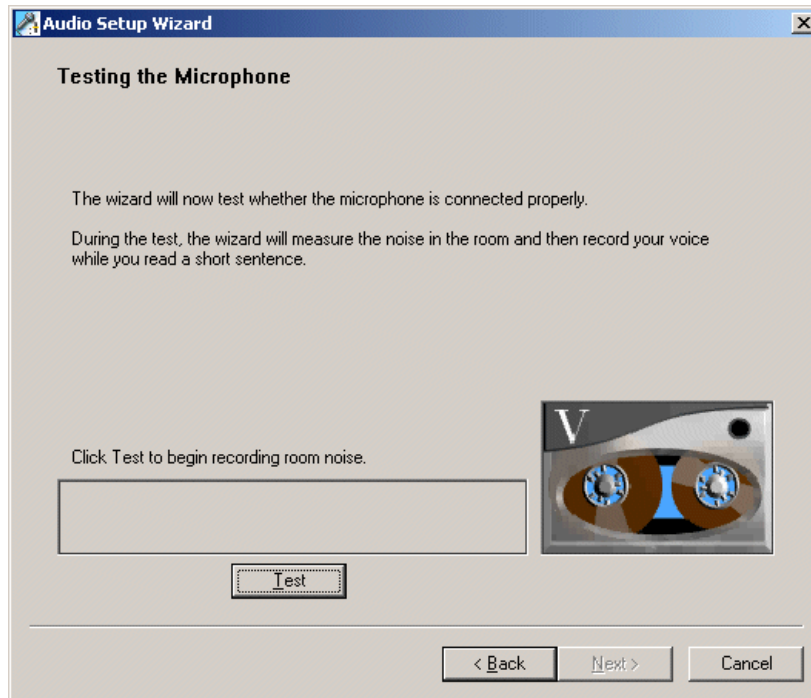 Audio Setup Wizard
Testing the Microphone
The wizard will now test whether the microphone is connected properly.
During the test, the wizard will measure the noise in the room and then record your voice
while you read a short sentence.
V
Click Test to begin recording room noise.
Test
< Back
Next >
Cancel